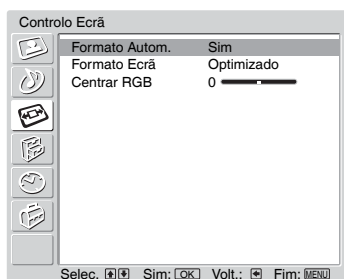 Controlo Ecrã
Formato Autom. Sim
Formato Ecrã Optimizado
Centrar RGB 0
Selec. Sim: OK Volt.: Fim: MENU